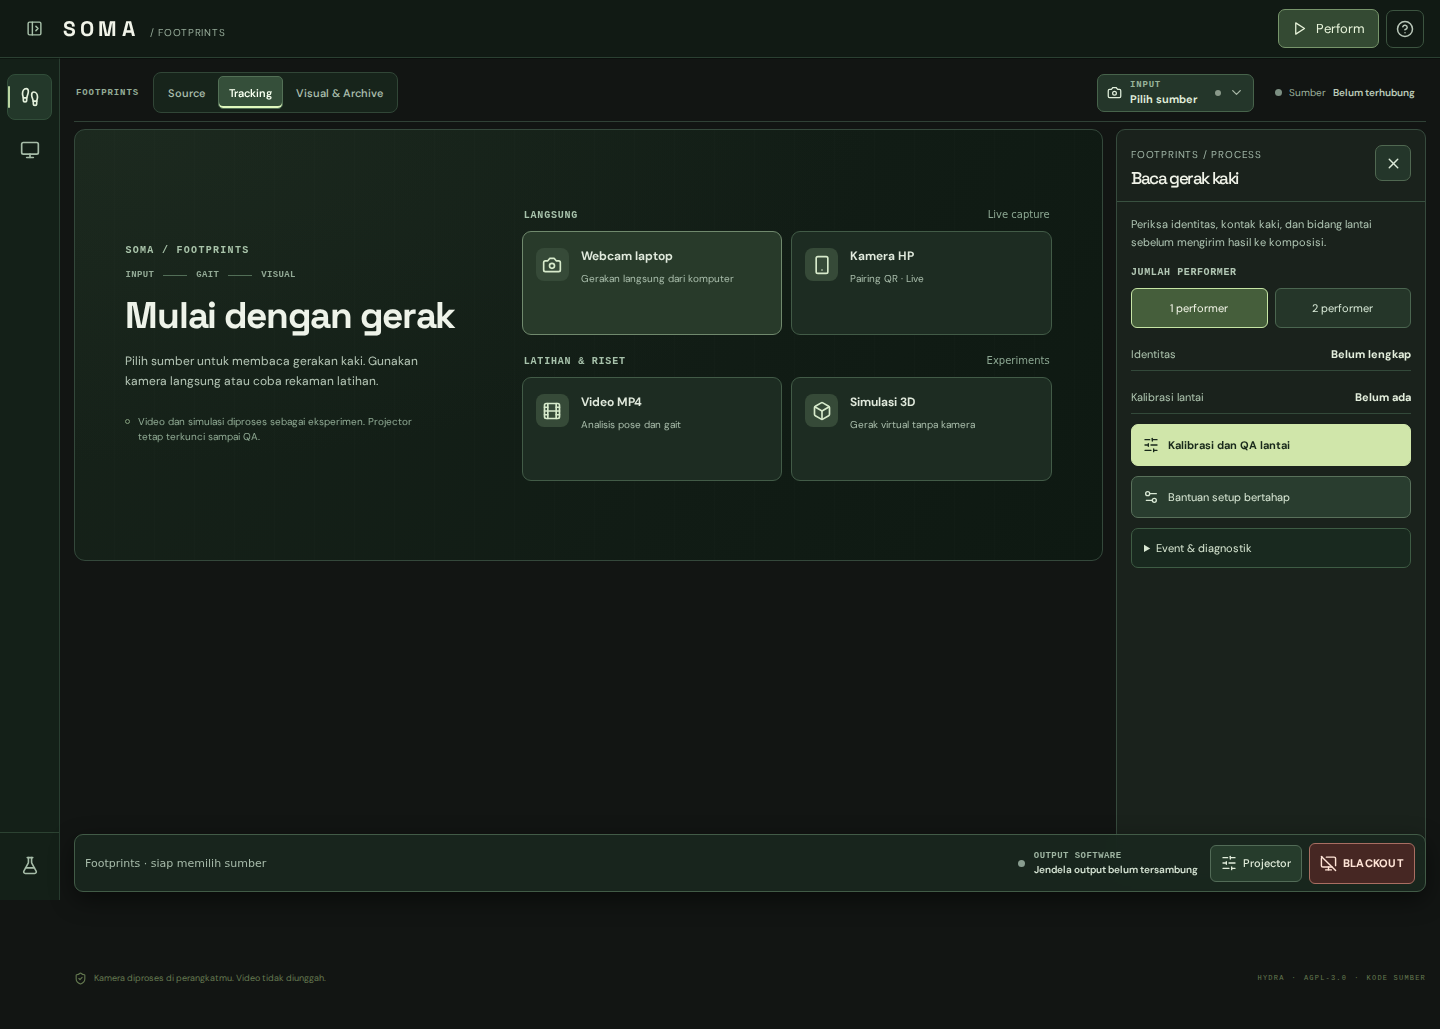 SOMA / FOOTPRINTS
Perform
FOOTPRINTS
Source
Tracking
Visual & Archive
INPUT
Pilih sumber
Sumber Belum terhubung
SOMA / FOOTPRINTS
INPUT — GAIT — VISUAL
Mulai dengan gerak
Pilih sumber untuk membaca gerakan kaki. Gunakan
kamera langsung atau coba rekaman latihan.
Video dan simulasi diproses sebagai eksperimen. Projector
tetap terkunci sampai QA.
LANGSUNG
Live capture
Webcam laptop
Gerakan langsung dari komputer
Kamera HP
Pairing QR · Live
LATIHAN & RISET
Experiments
Video MP4
Analisis pose dan gait
Simulasi 3D
Gerak virtual tanpa kamera
FOOTPRINTS / PROCESS
Baca gerak kaki
Periksa identitas, kontak kaki, dan bidang lantai
sebelum mengirim hasil ke komposisi.
JUMLAH PERFORMER
1 performer
2 performer
Identitas
Belum lengkap
Kalibrasi lantai
Belum ada
Kalibrasi dan QA lantai
Bantuan setup bertahap
Event & diagnostik
Footprints · siap memilih sumber
OUTPUT SOFTWARE
Jendela output belum tersambung
Projector
BLACKOUT
Kamera diproses di perangkatmu. Video tidak diunggah.
HYDRA · AGPL-3.0 · KODE SUMBER